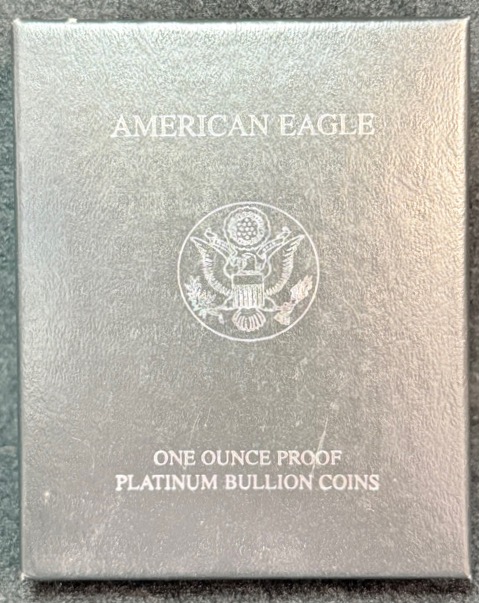 AMERICAN EAGLE
ONE OUNCE PROOF
PLATINUM BULLION COINS